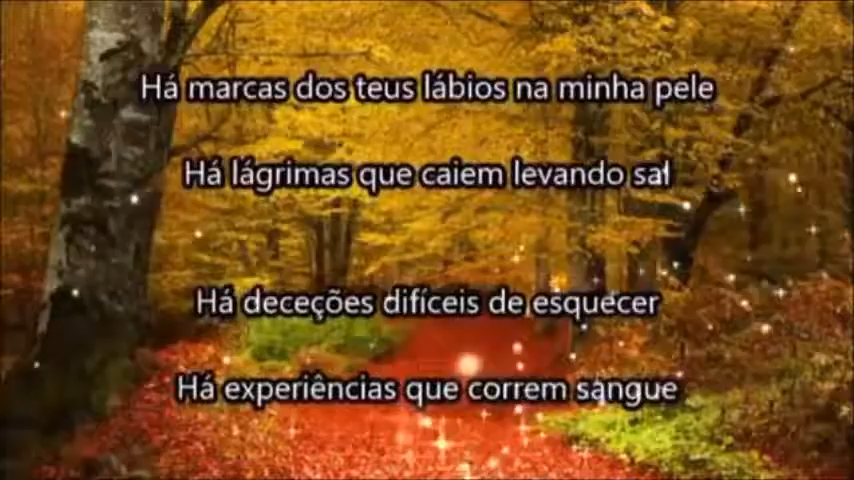 Há marcas dos teus lábios na minha pele
Há lágrimas que caiem levando sal
Há deceções difíceis de esquecer
Há experiências que correm sangue